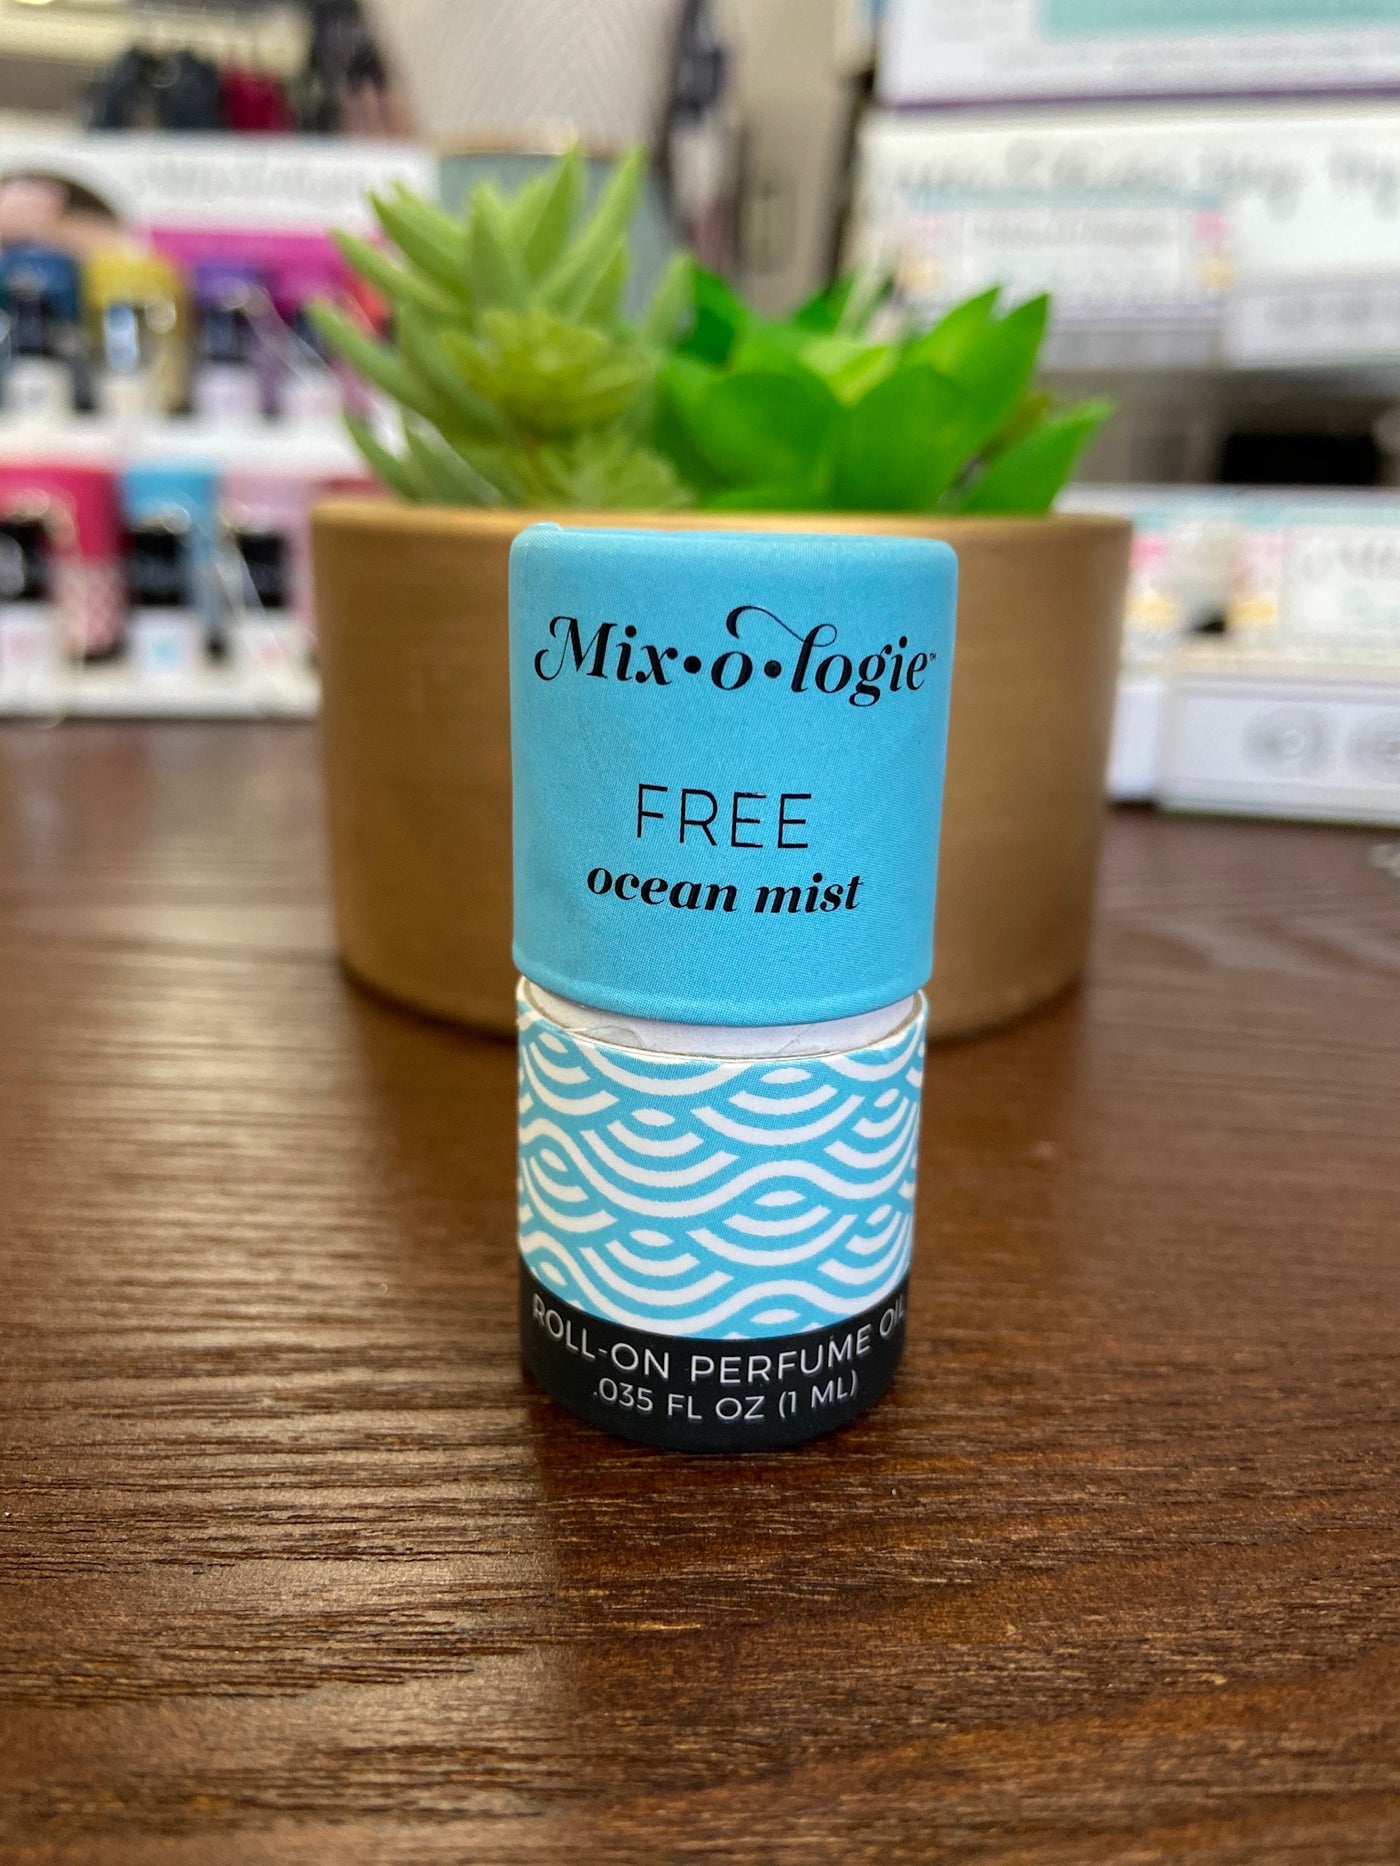 Mix•o•logie™
FREE
ocean mist
ROLL-ON PERFUME OIL
.035 FL OZ (1 ML)